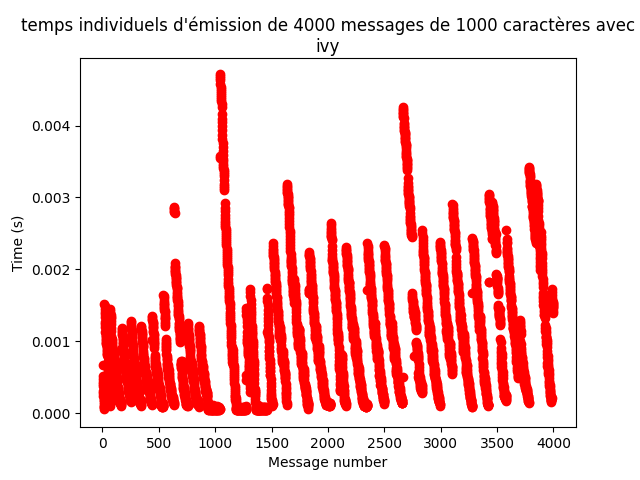 temps individuels d'émission de 4000 messages de 1000 caractères avec
ivy
0.004
0.003
0.002
0.001
0.000
Time (s)
0 500 1000 1500 2000 2500 3000 3500 4000
Message number